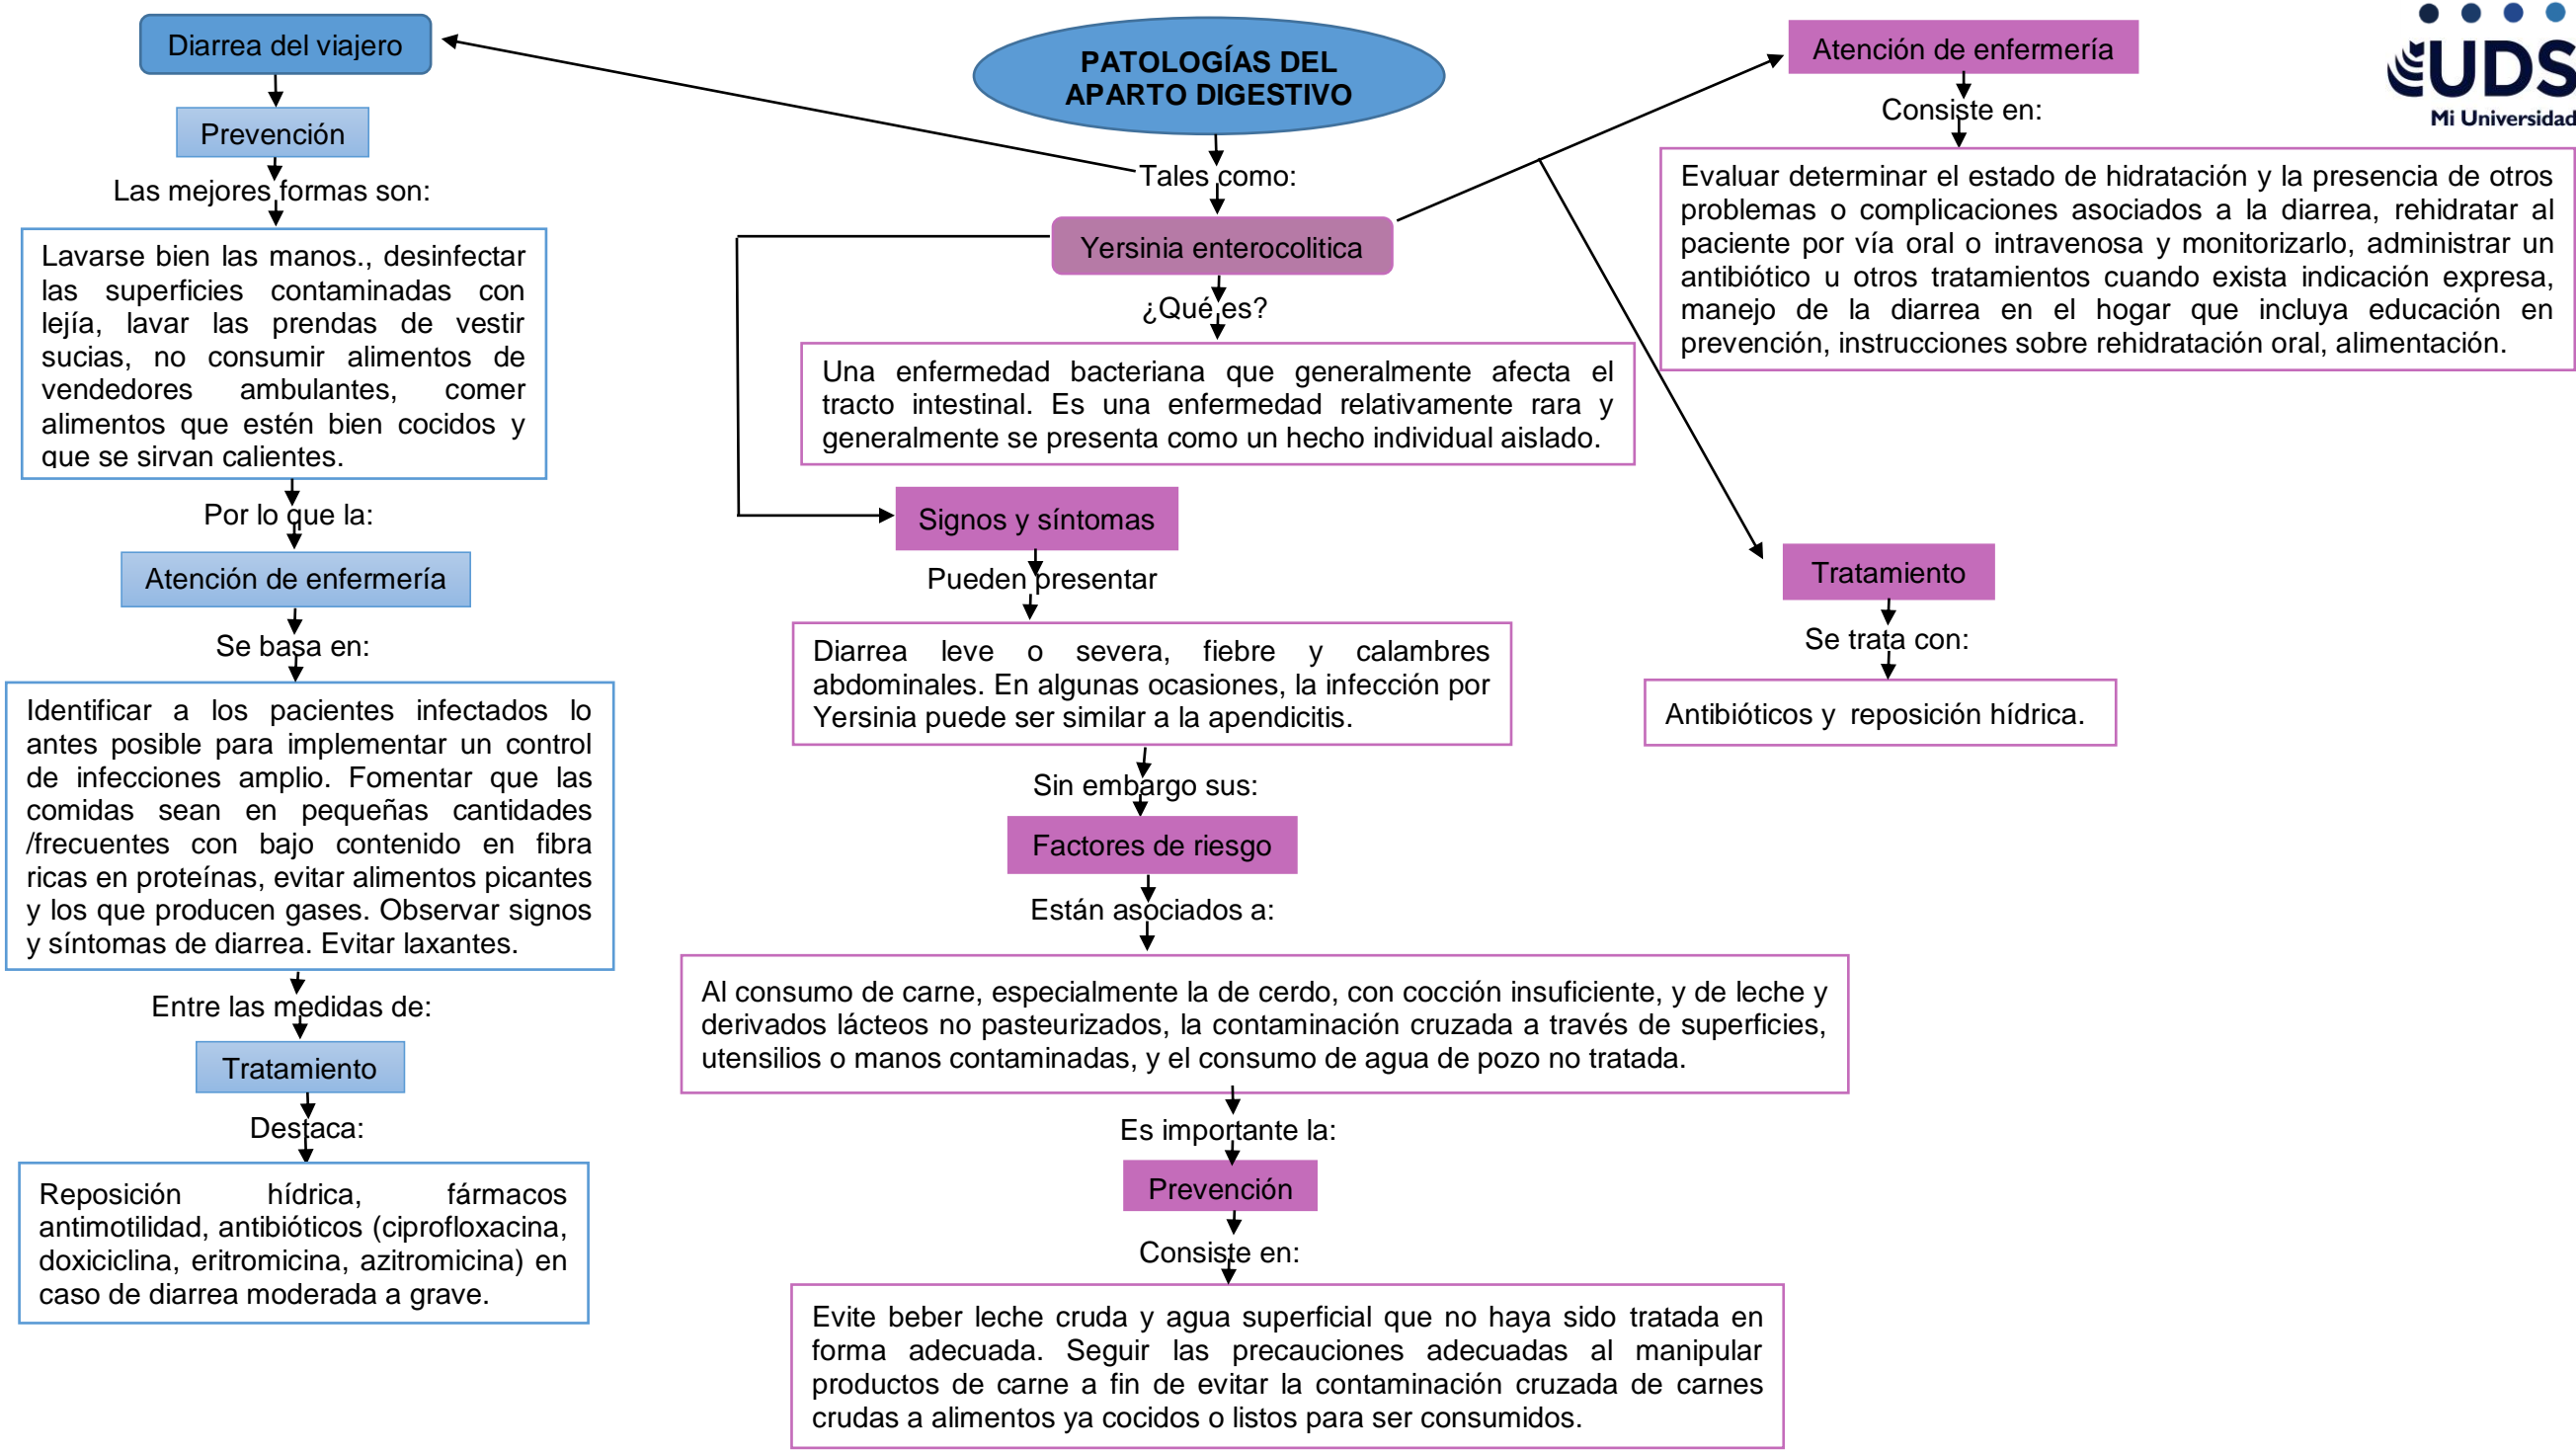 PATOLOGÍAS DEL
APARTO DIGESTIVO
Tales como:
Diarrea del viajero
Prevención
Las mejores formas son:
Lavarse bien las manos., desinfectar
las superficies contaminadas con
lejía, lavar las prendas de vestir
sucias, no consumir alimentos de
vendedores ambulantes, comer
alimentos que estén bien cocidos y
que se sirvan calientes.
Por lo que la:
Atención de enfermería
Se basa en:
Identificar a los pacientes infectados lo
antes posible para implementar un control
de infecciones amplio. Fomentar que las
comidas sean en pequeñas cantidades
/frecuentes con bajo contenido en fibra
ricas en proteínas, evitar alimentos picantes
y los que producen gases. Observar signos
y síntomas de diarrea. Evitar laxantes.
Entre las medidas de:
Tratamiento
Destaca:
Reposición hídrica, fármacos
antimotilidad, antibióticos (ciprofloxacina,
doxiciclina, eritromicina, azitromicina) en
caso de diarrea moderada a grave.
Yersinia enterocolitica
¿Qué es?
Una enfermedad bacteriana que generalmente afecta el
tracto intestinal. Es una enfermedad relativamente rara y
generalmente se presenta como un hecho individual aislado.
Signos y síntomas
Pueden presentar
Diarrea leve o severa, fiebre y calambres
abdominales. En algunas ocasiones, la infección por
Yersinia puede ser similar a la apendicitis.
Sin embargo sus:
Factores de riesgo
Están asociados a:
Al consumo de carne, especialmente la de cerdo, con cocción insuficiente, y de leche y
derivados lácteos no pasteurizados, la contaminación cruzada a través de superficies,
utensilios o manos contaminadas, y el consumo de agua de pozo no tratada.
Es importante la:
Prevención
Consiste en:
Evite beber leche cruda y agua superficial que no haya sido tratada en
forma adecuada. Seguir las precauciones adecuadas al manipular
productos de carne a fin de evitar la contaminación cruzada de carnes
crudas a alimentos ya cocidos o listos para ser consumidos.
Atención de enfermería
Consiste en:
Evaluar determinar el estado de hidratación y la presencia de otros
problemas o complicaciones asociados a la diarrea, rehidratar al
paciente por vía oral o intravenosa y monitorizarlo, administrar un
antibiótico u otros tratamientos cuando exista indicación expresa,
manejo de la diarrea en el hogar que incluya educación en
prevención, instrucciones sobre rehidratación oral, alimentación.
Tratamiento
Se trata con:
Antibióticos y reposición hídrica.
UDS
Mi Universidad